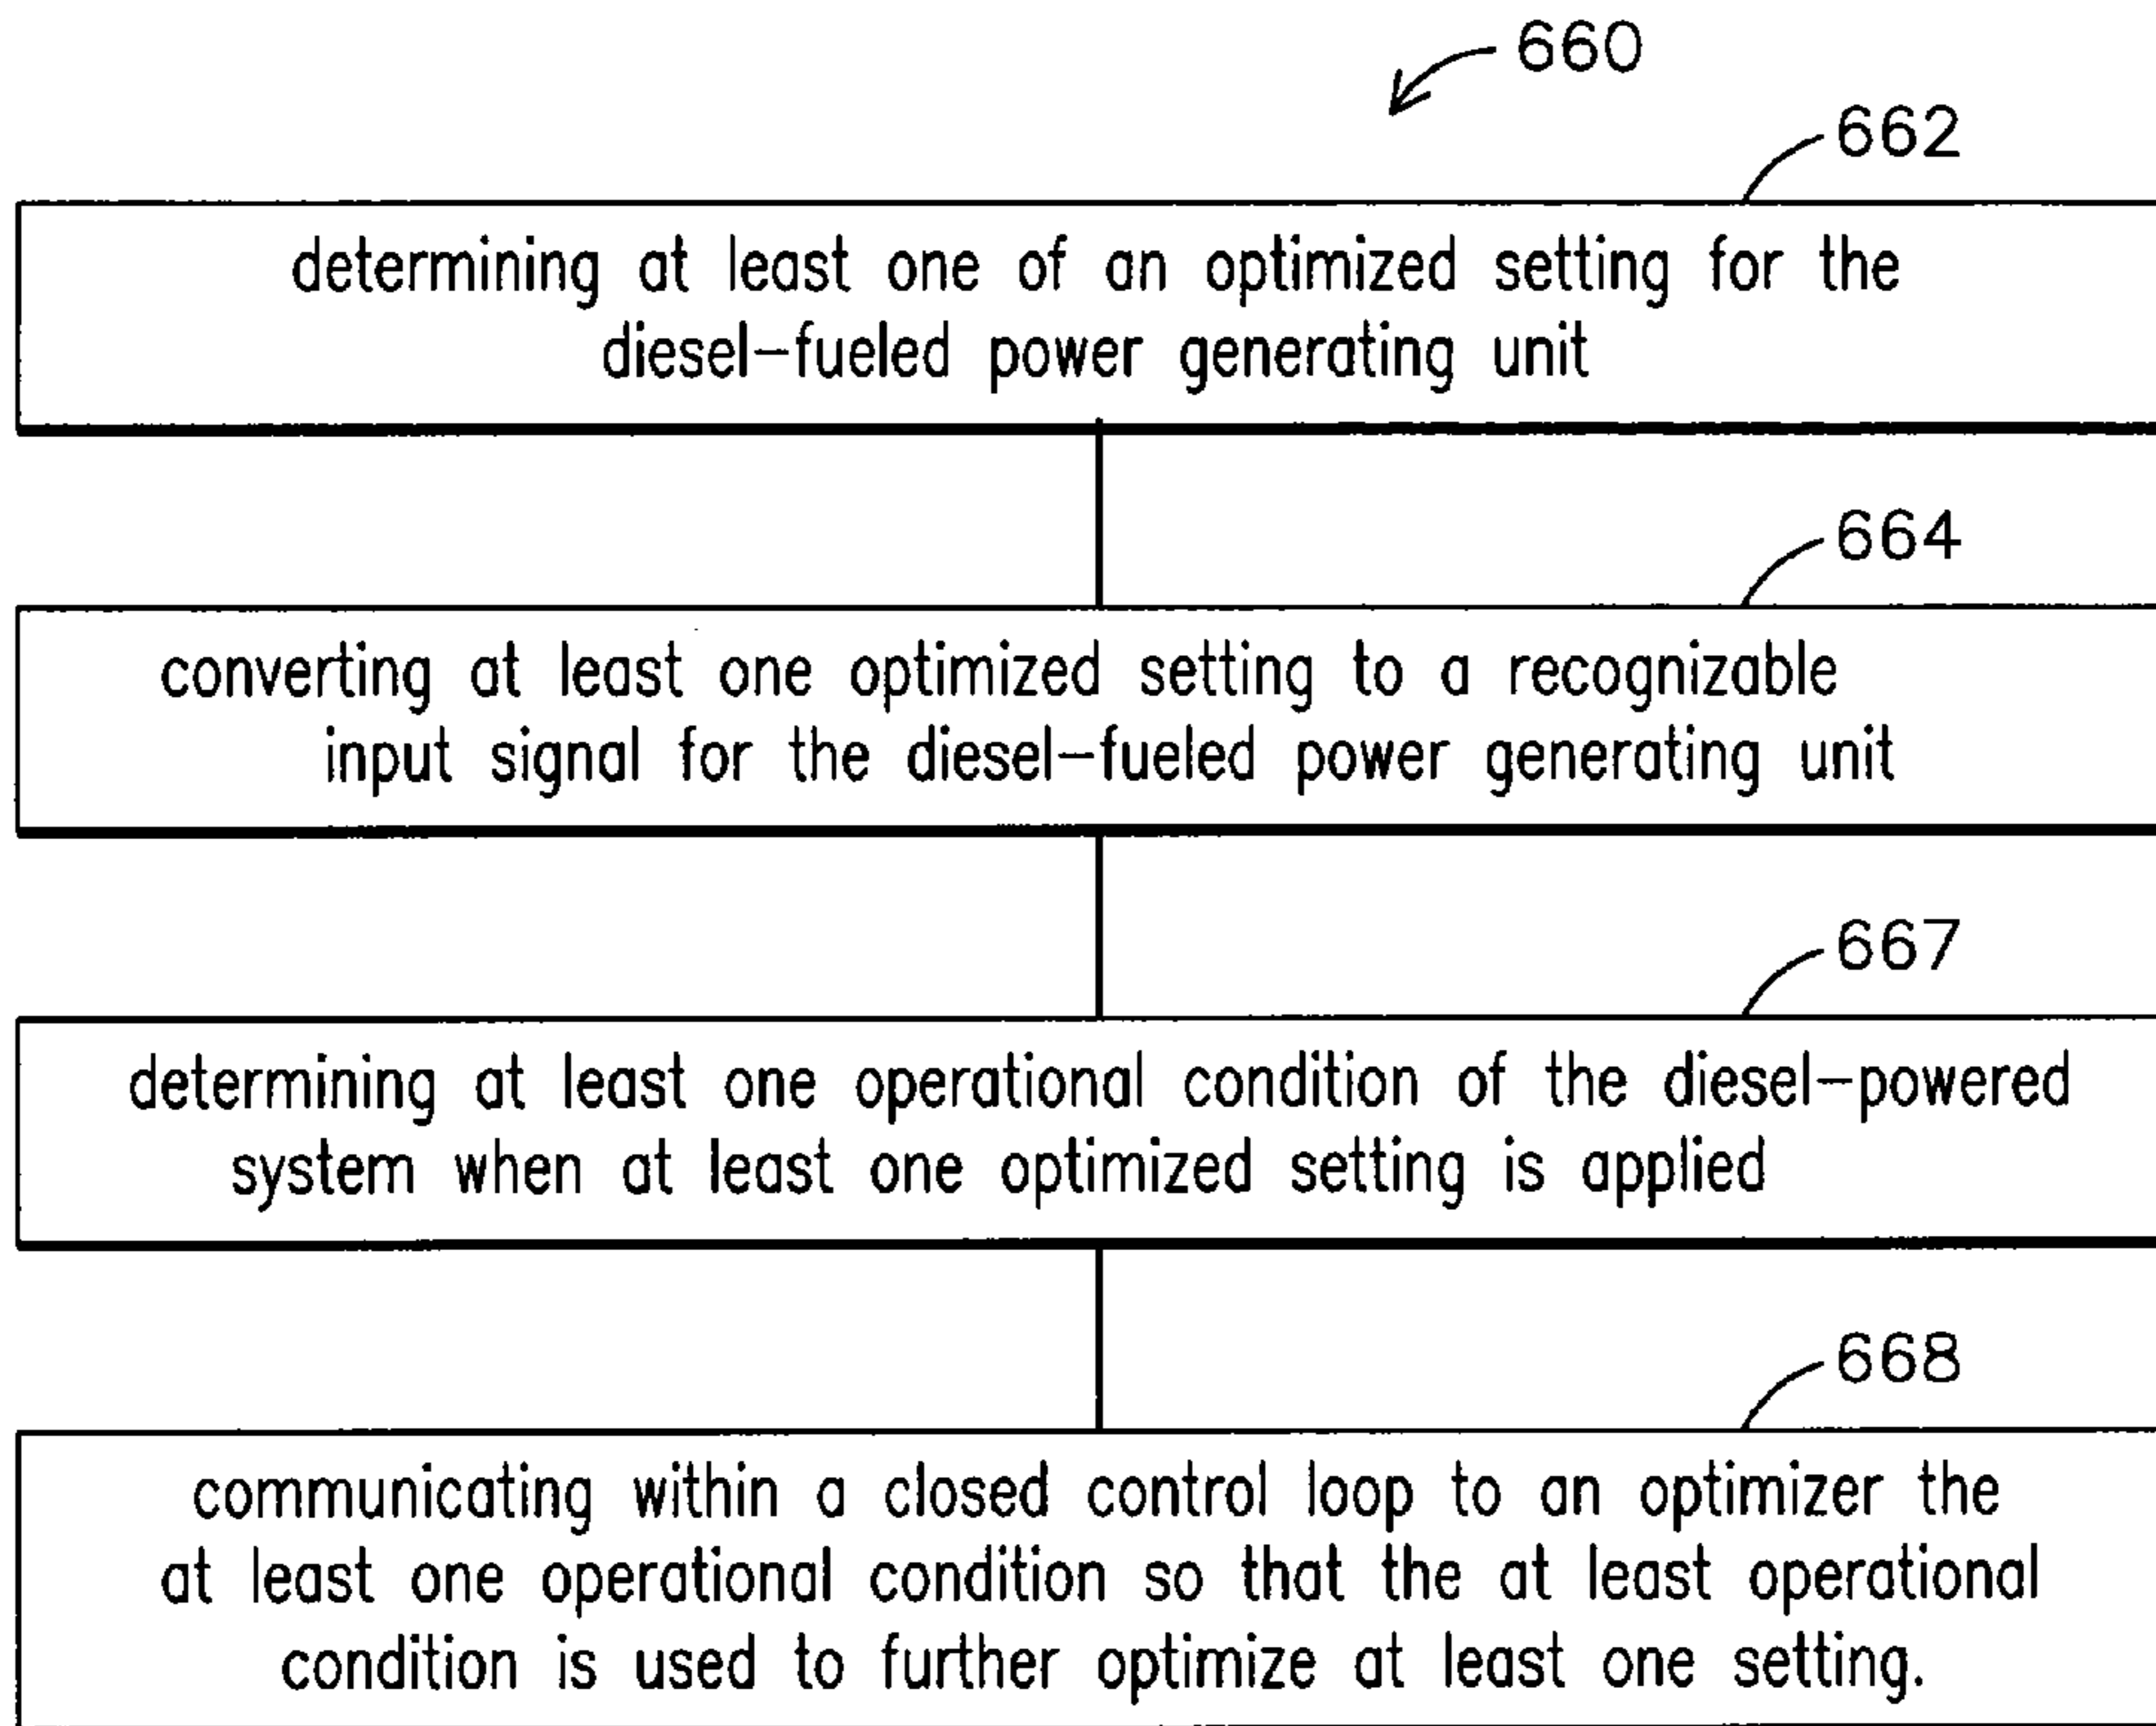 660
662
determining at least one of an optimized setting for the
diesel-fueled power generating unit
664
converting at least one optimized setting to a recognizable
input signal for the diesel-fueled power generating unit
667
determining at least one operational condition of the diesel-powered
system when at least one optimized setting is applied
668
communicating within a closed control loop to an optimizer the
at least one operational condition so that the at least operational
condition is used to further optimize at least one setting.